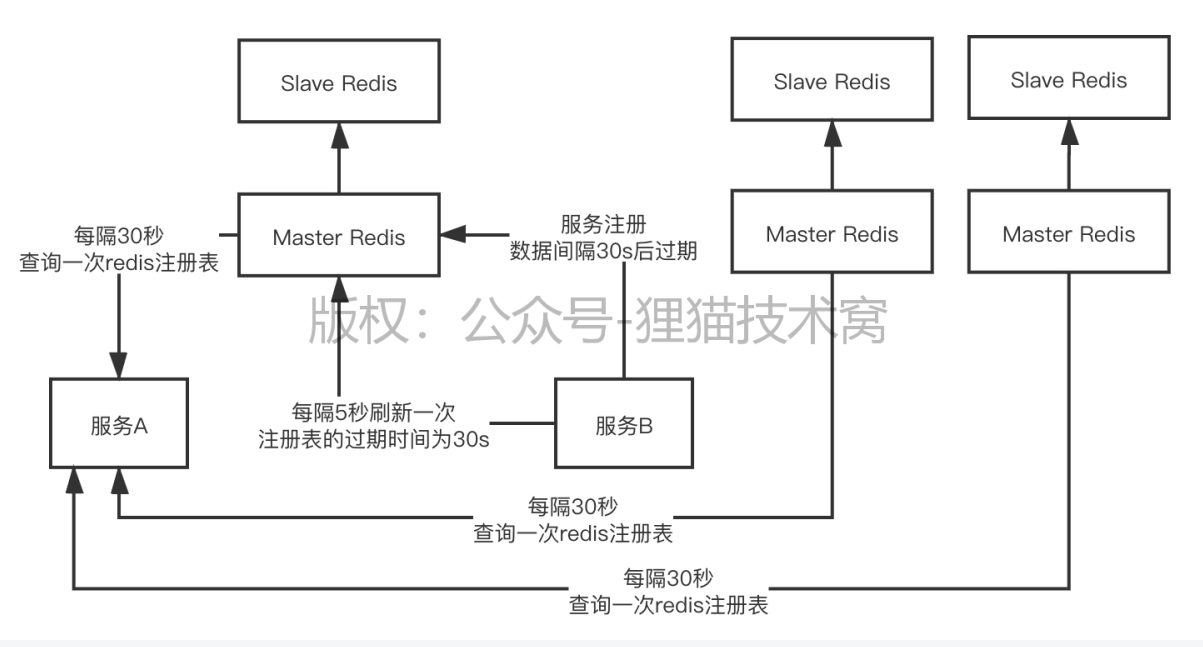 Slave Redis
Slave Redis
Slave Redis
Master Redis
服务注册
数据间隔30s后过期
Master Redis
Master Redis
每隔30秒
查询一次redis注册表
版权：公众号-狸猫技术窝
服务A
每隔5秒刷新一次
注册表的过期时间为30s
服务B
每隔30秒
查询一次redis注册表
每隔30秒
查询一次redis注册表